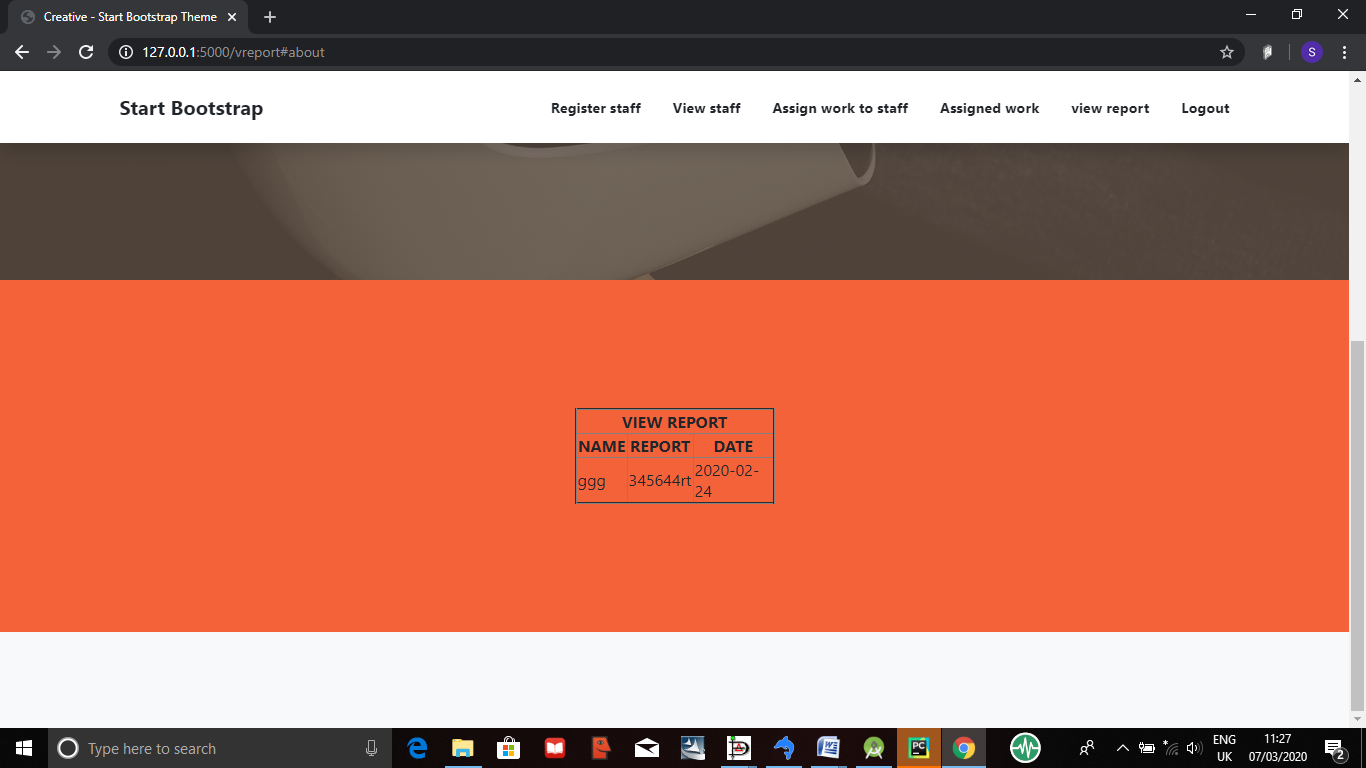 Creative - Start Bootstrap Theme
127.0.0.1:5000/vreport#about
S
Start Bootstrap
Register staff
View staff
Assign work to staff
Assigned work
view report
Logout
VIEW REPORT
NAME REPORT DATE
ggg 345644rt 2020-02-
24
Type here to search
PC
ENG
UK
11:27
07/03/2020
2